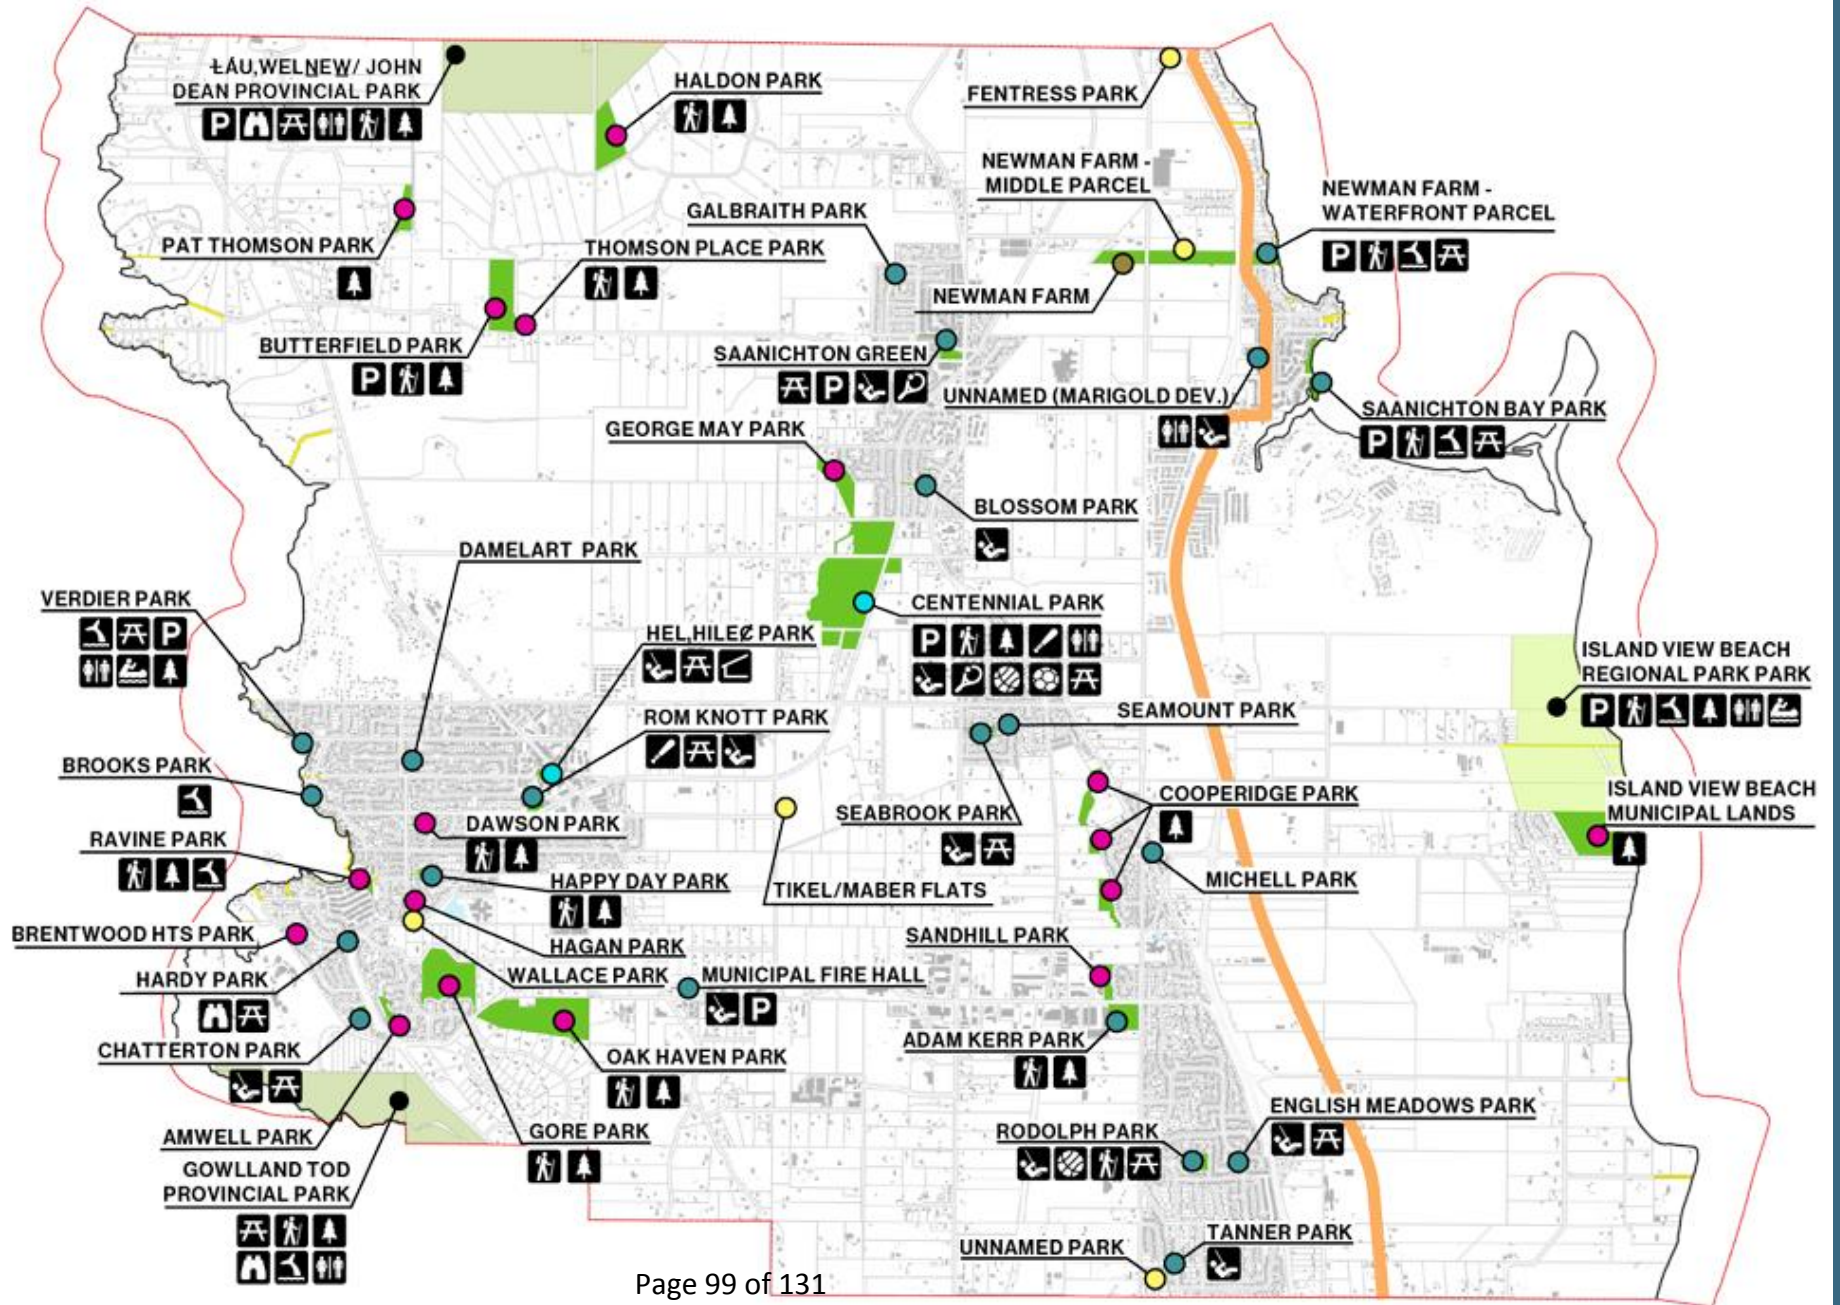 ȽÁU,WELṈEW/ JOHN
DEAN PROVINCIAL PARK
P
HALDON PARK
FENTRESS PARK
NEWMAN FARM -
MIDDLE PARCEL
NEWMAN FARM -
WATERFRONT PARCEL
P
GALBRAITH PARK
PAT THOMSON PARK
THOMSON PLACE PARK
NEWMAN FARM
BUTTERFIELD PARK
P
SAANICHTON GREEN
P
UNNAMED (MARIGOLD DEV.)
SAANICHTON BAY PARK
P
GEORGE MAY PARK
BLOSSOM PARK
DAMELART PARK
VERDIER PARK
P
CENTENNIAL PARK
P
HEL,HILEȻ PARK
ISLAND VIEW BEACH
REGIONAL PARK PARK
P
ROM KNOTT PARK
SEAMOUNT PARK
BROOKS PARK
COOPERIDGE PARK
ISLAND VIEW BEACH
MUNICIPAL LANDS
SEABROOK PARK
DAWSON PARK
RAVINE PARK
HAPPY DAY PARK
TIKEL/MABER FLATS
MICHELL PARK
BRENTWOOD HTS PARK
HAGAN PARK
SANDHILL PARK
HARDY PARK
WALLACE PARK
MUNICIPAL FIRE HALL
P
CHATTERTON PARK
OAK HAVEN PARK
ADAM KERR PARK
ENGLISH MEADOWS PARK
AMWELL PARK
GORE PARK
RODOLPH PARK
GOWLLAND TOD
PROVINCIAL PARK
UNNAMED PARK
TANNER PARK
Page 99 of 131